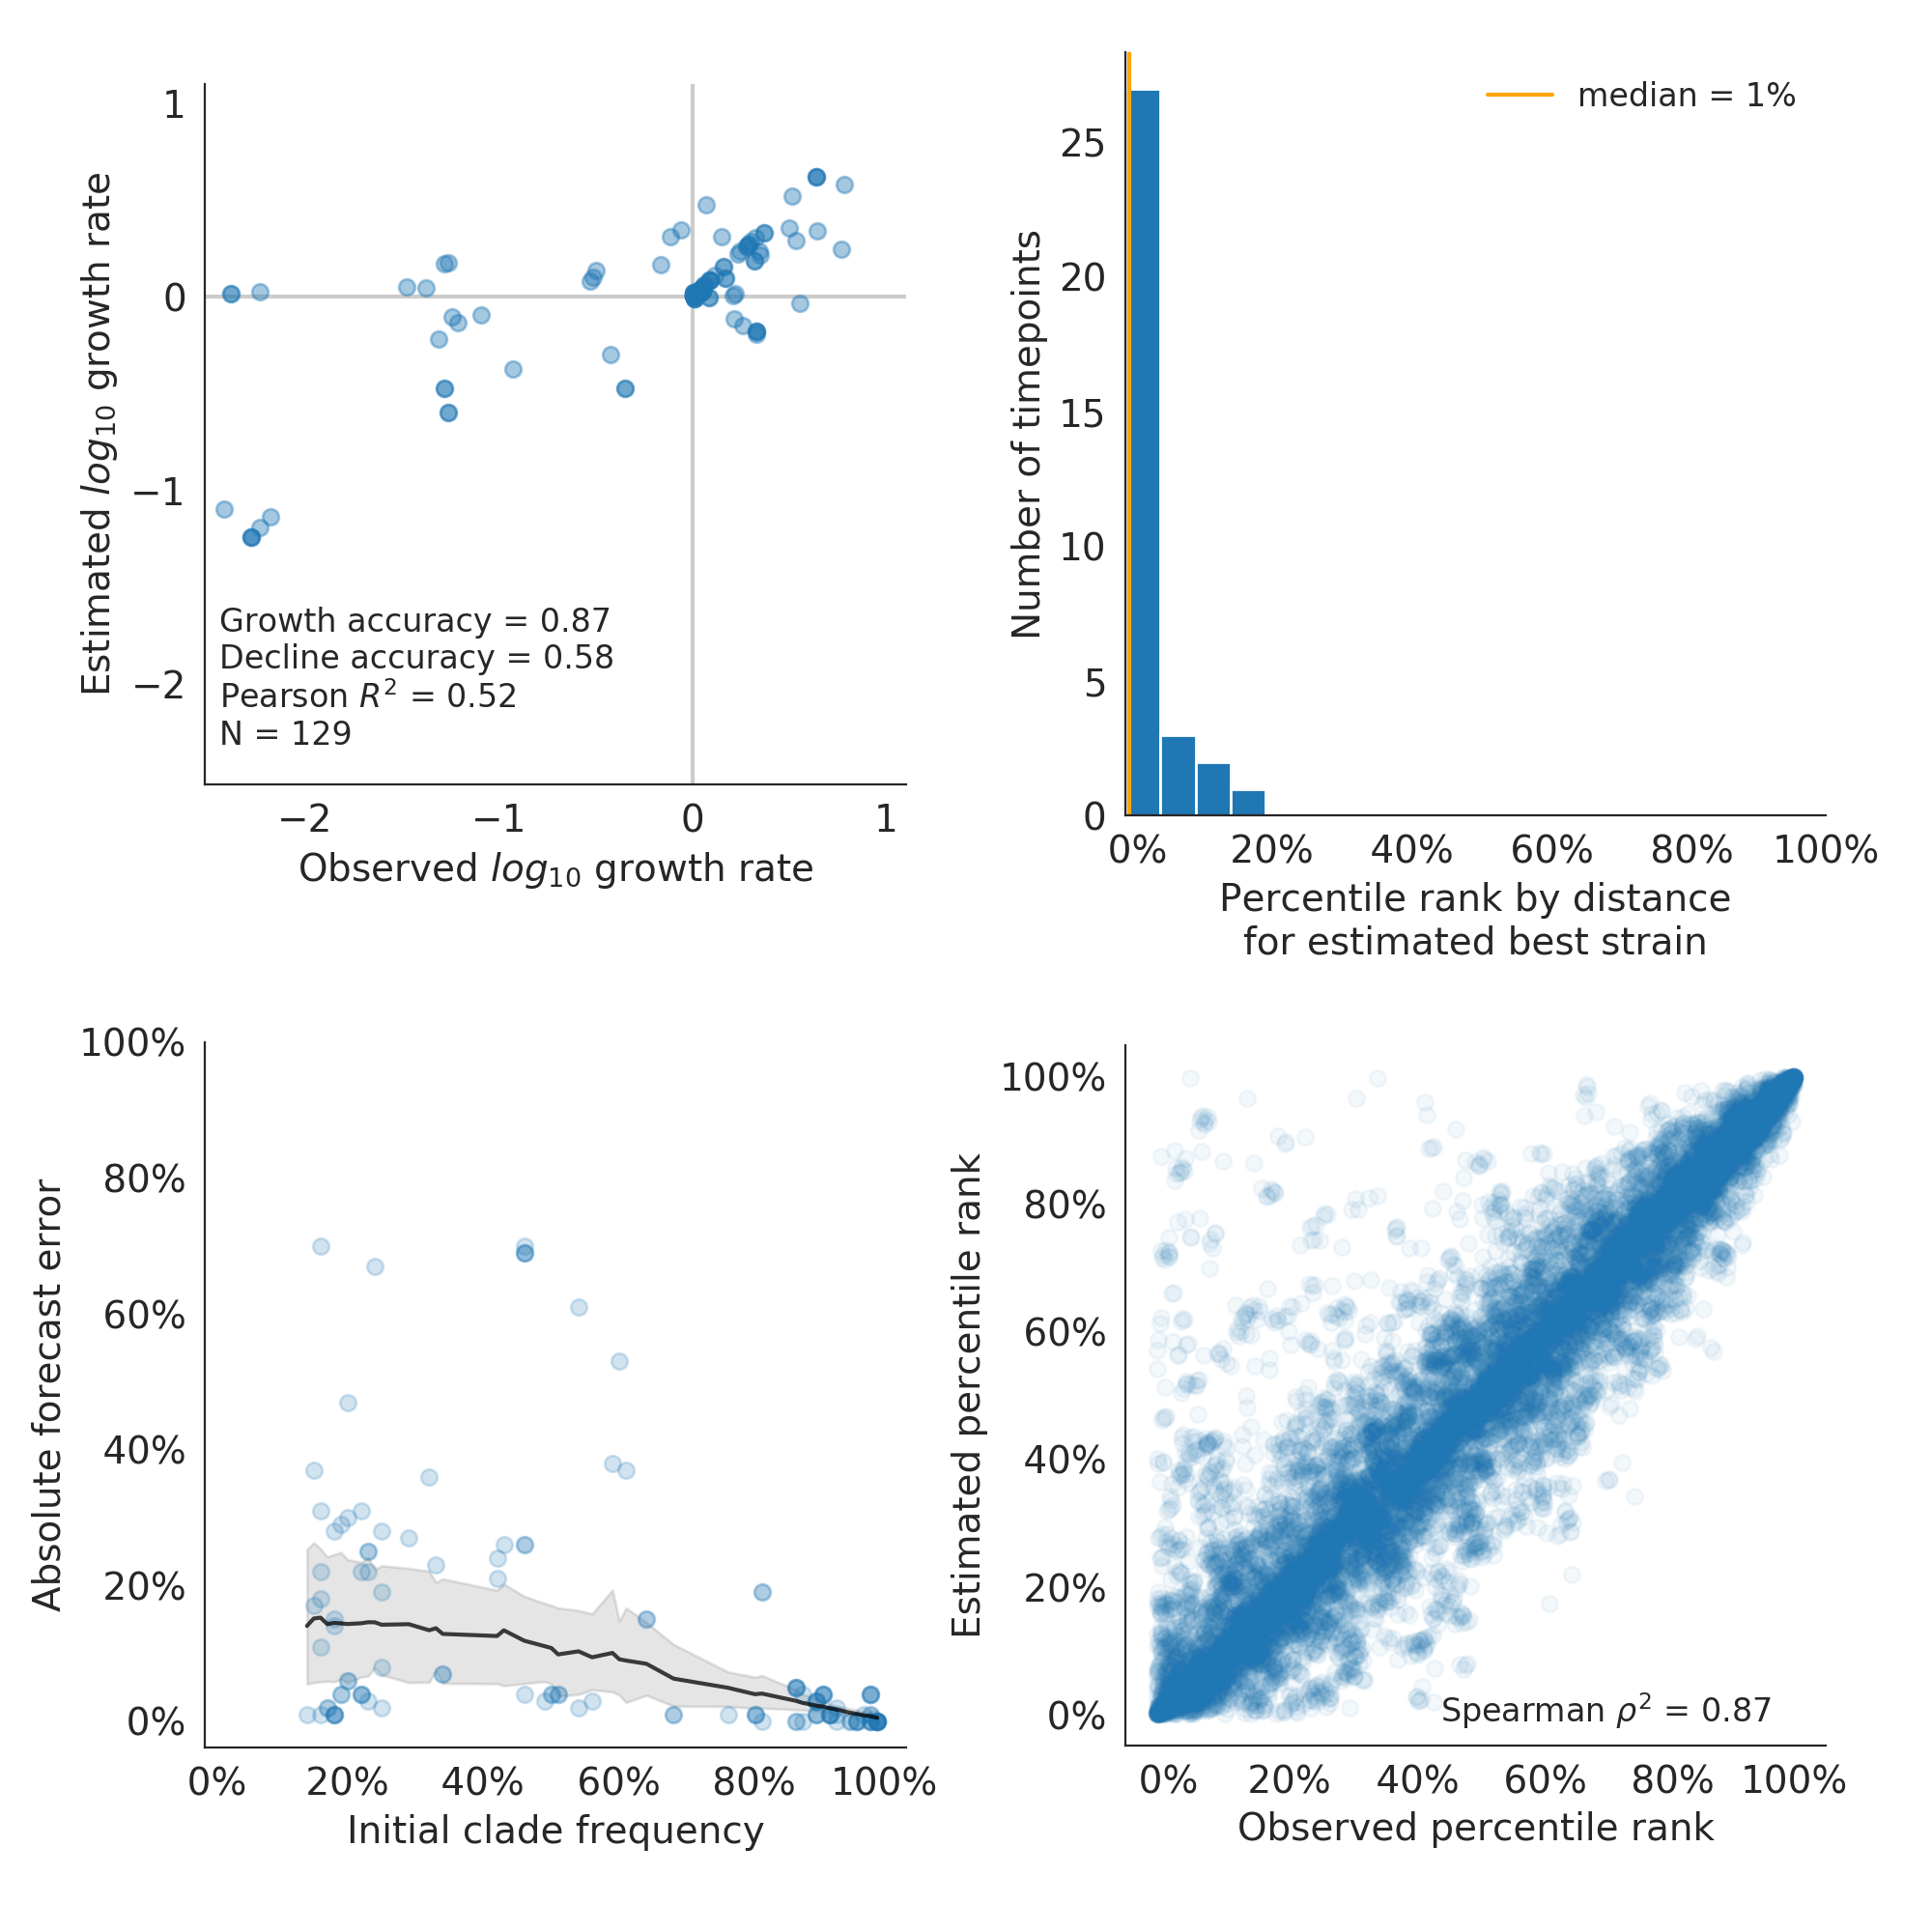 1
0
−1
−2
Estimated log10 growth rate
Growth accuracy = 0.87
Decline accuracy = 0.58
Pearson R² = 0.52
N = 129
−2 −1 0 1
Observed log10 growth rate
median = 1%
25
20
15
10
5
0
Number of timepoints
0% 20% 40% 60% 80% 100%
Percentile rank by distance
for estimated best strain
100%
80%
60%
40%
20%
0%
Absolute forecast error
0% 20% 40% 60% 80% 100%
Initial clade frequency
100%
80%
60%
40%
20%
0%
Estimated percentile rank
Spearman ρ² = 0.87
0% 20% 40% 60% 80% 100%
Observed percentile rank